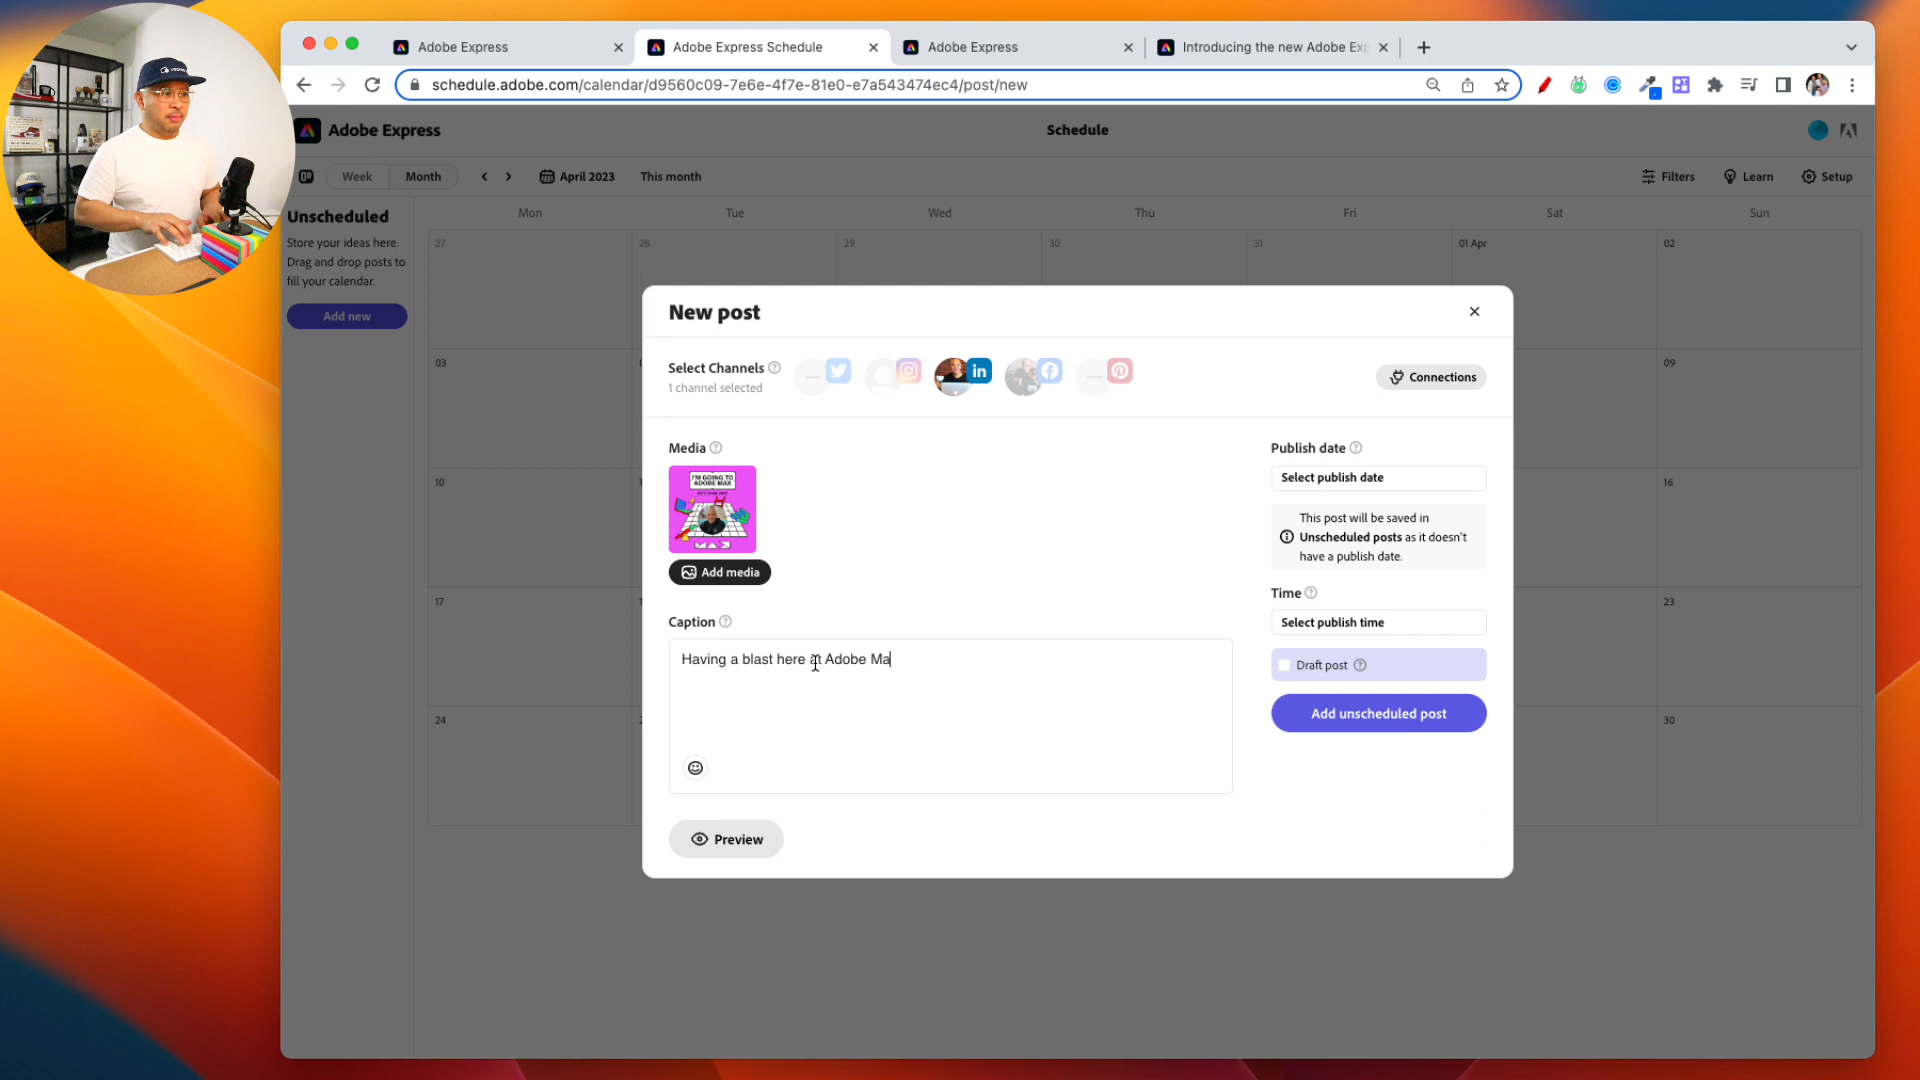 Adobe Express
Adobe Express Schedule
Adobe Express
Introducing the new Adobe Exp
schedule.adobe.com/calendar/d9560c09-7e6e-4f7e-81e0-e7a543474ec4/post/new
Adobe Express
Schedule
Week
Month
April 2023
This month
Filters
Learn
Setup
Unscheduled
Store your ideas here.
Drag and drop posts to
fill your calendar.
Add new
Mon
Tue
Wed
Thu
Fri
Sat
Sun
27
28
29
30
31
01 Apr
02
03
09
10
16
17
23
24
30
New post
Select Channels
1 channel selected
Connections
Media
I'M GOING TO
ADOBE MAX
MAX
Add media
Caption
Having a blast here at Adobe Ma
Preview
Publish date
Select publish date
This post will be saved in
Unscheduled posts as it doesn't
have a publish date.
Time
Select publish time
Draft post
Add unscheduled post